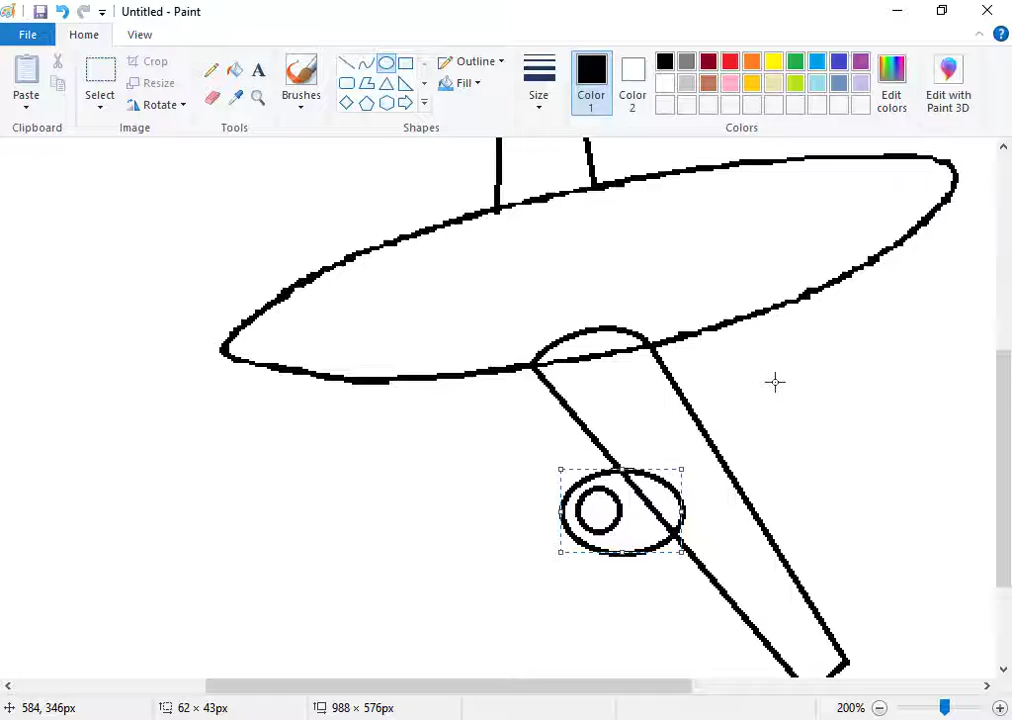 Untitled - Paint
File Home View
Paste
Clipboard
Select
Crop
Resize
Rotate
Image
A
Tools
Brushes
Outline
Fill
Shapes
Size
Color 1
Color 2
Edit colors
Edit with Paint 3D
Colors
584, 346px 62 × 43px 988 × 576px 200%